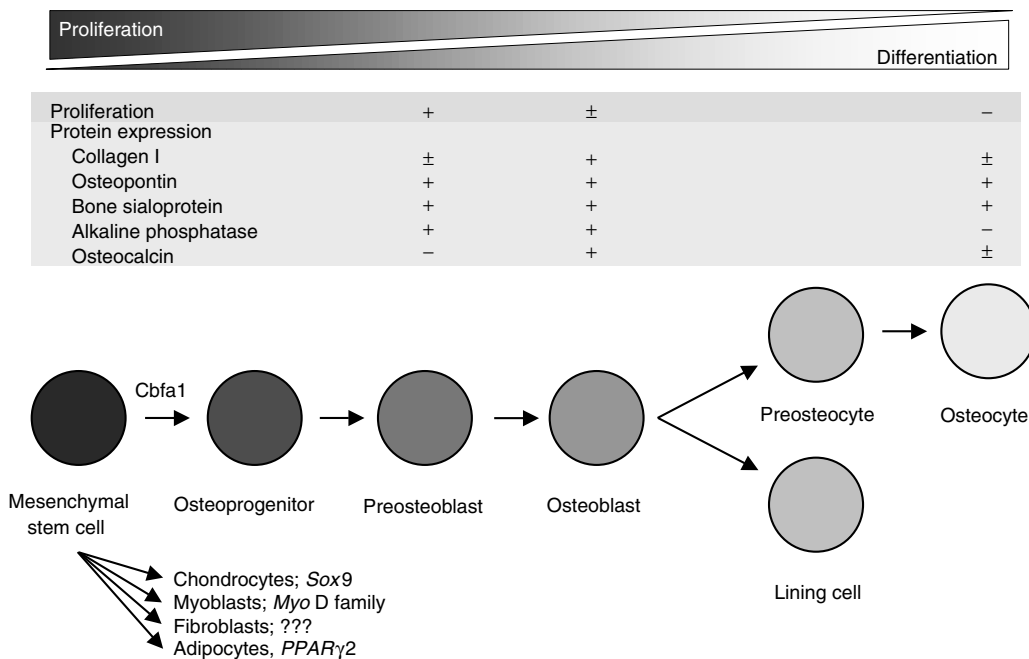 Proliferation
Differentiation
Proliferation + ± −
Protein expression
Collagen I ± + ±
Osteopontin + + +
Bone sialoprotein + + +
Alkaline phosphatase + + −
Osteocalcin − + ±
Cbfa1
Preosteocyte Osteocyte
Mesenchymal
stem cell
Osteoprogenitor Preosteoblast Osteoblast
Lining cell
Chondrocytes; Sox9
Myoblasts; Myo D family
Fibroblasts; ???
Adipocytes, PPARγ2